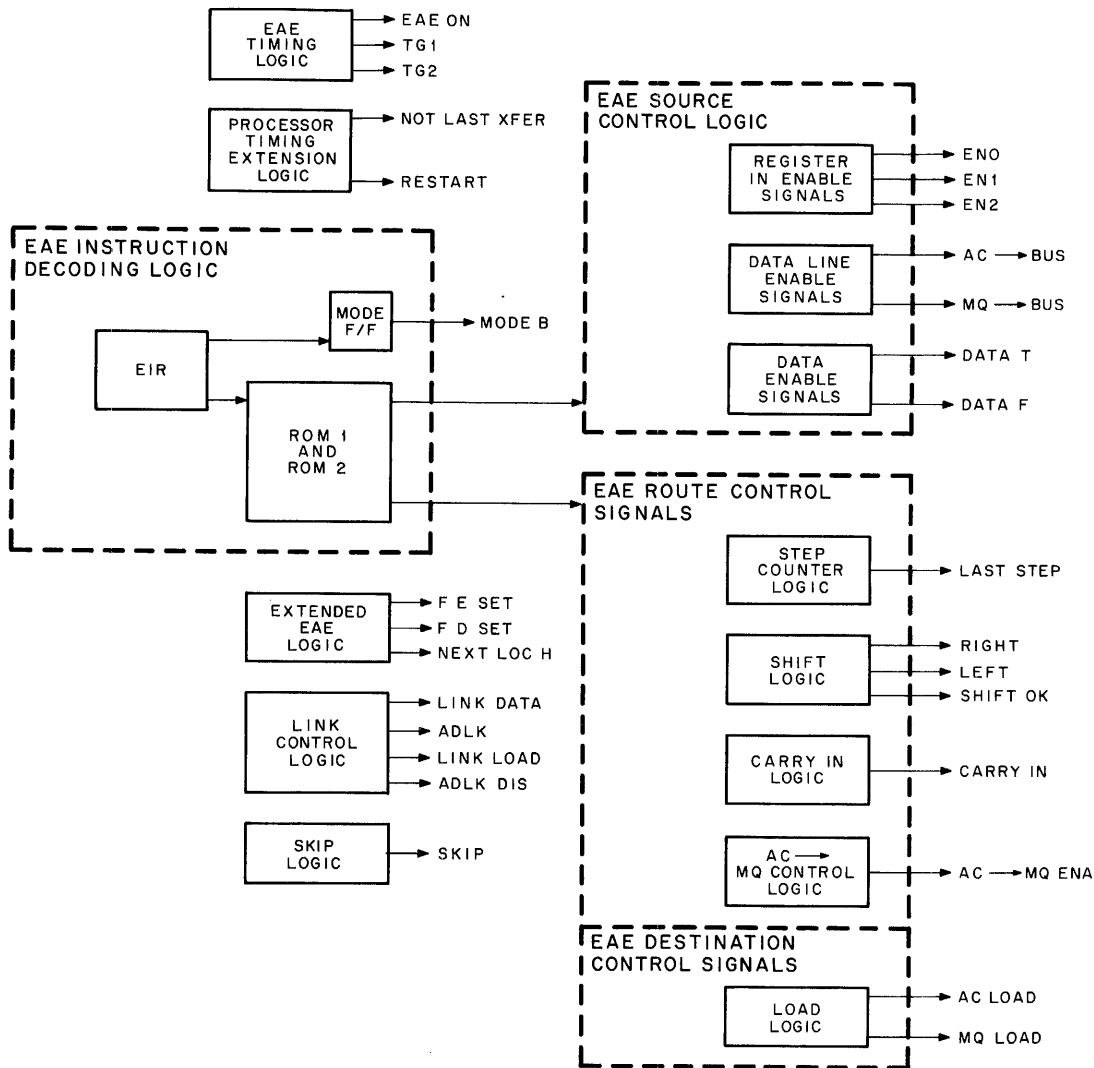 EAE
TIMING
LOGIC
EAE ON
TG1
TG2
PROCESSOR
TIMING
EXTENSION
LOGIC
NOT LAST XFER
RESTART
EAE INSTRUCTION
DECODING LOGIC
EIR
MODE
F/F
MODE B
ROM 1
AND
ROM 2
EAE SOURCE
CONTROL LOGIC
REGISTER
IN ENABLE
SIGNALS
EN0
EN1
EN2
DATA LINE
ENABLE
SIGNALS
AC → BUS
MQ → BUS
DATA
ENABLE
SIGNALS
DATA T
DATA F
EXTENDED
EAE
LOGIC
F E SET
F D SET
NEXT LOC H
LINK
CONTROL
LOGIC
LINK DATA
ADLK
LINK LOAD
ADLK DIS
SKIP
LOGIC
SKIP
EAE ROUTE CONTROL
SIGNALS
STEP
COUNTER
LOGIC
LAST STEP
SHIFT
LOGIC
RIGHT
LEFT
SHIFT OK
CARRY IN
LOGIC
CARRY IN
AC →
MQ CONTROL
LOGIC
AC → MQ ENA
EAE DESTINATION
CONTROL SIGNALS
LOAD
LOGIC
AC LOAD
MQ LOAD